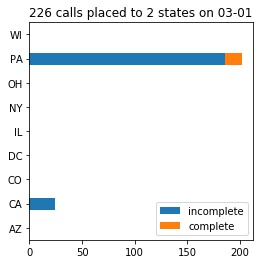 226 calls placed to 2 states on 03-01
WI
PA
OH
NY
IL
DC
CO
CA
AZ
incomplete
complete
0 50 100 150 200